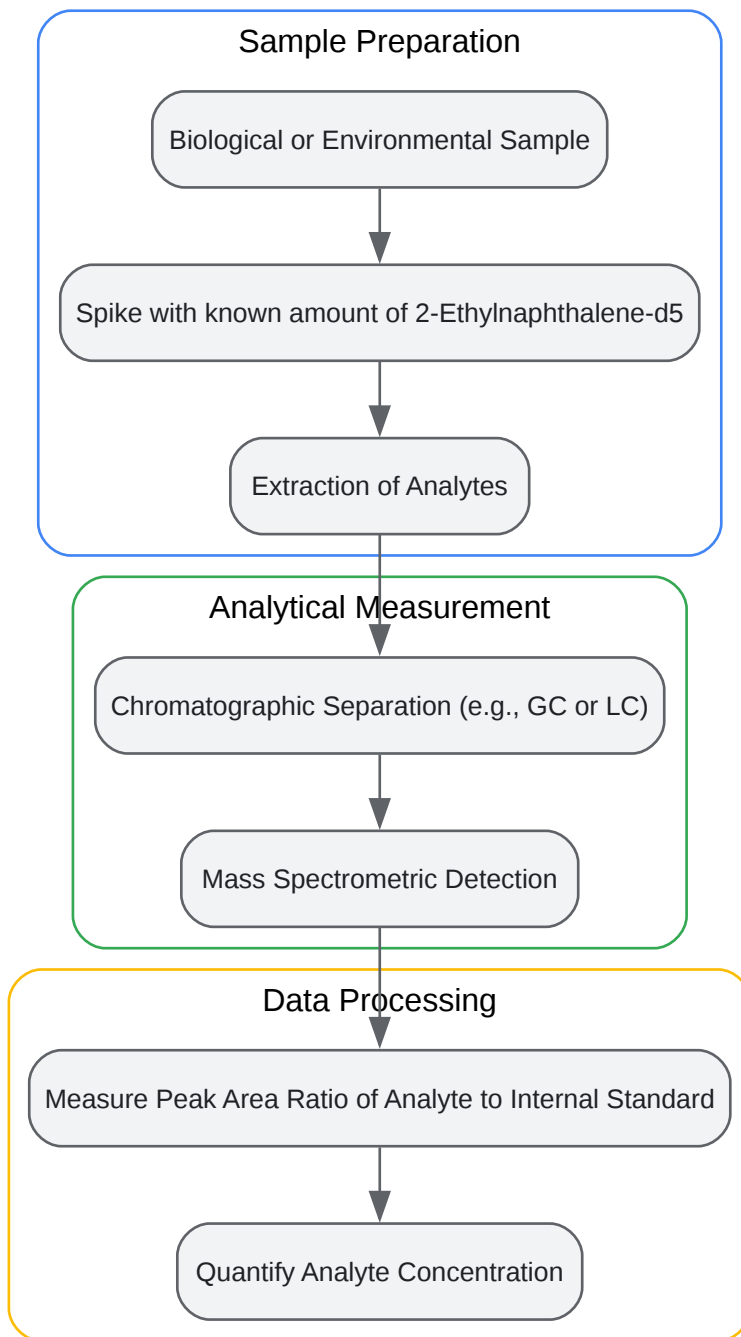 Sample Preparation
Biological or Environmental Sample
Spike with known amount of 2-Ethylnaphthalene-d5
Extraction of Analytes
Analytical Measurement
Chromatographic Separation (e.g., GC or LC)
Mass Spectrometric Detection
Data Processing
Measure Peak Area Ratio of Analyte to Internal Standard
Quantify Analyte Concentration